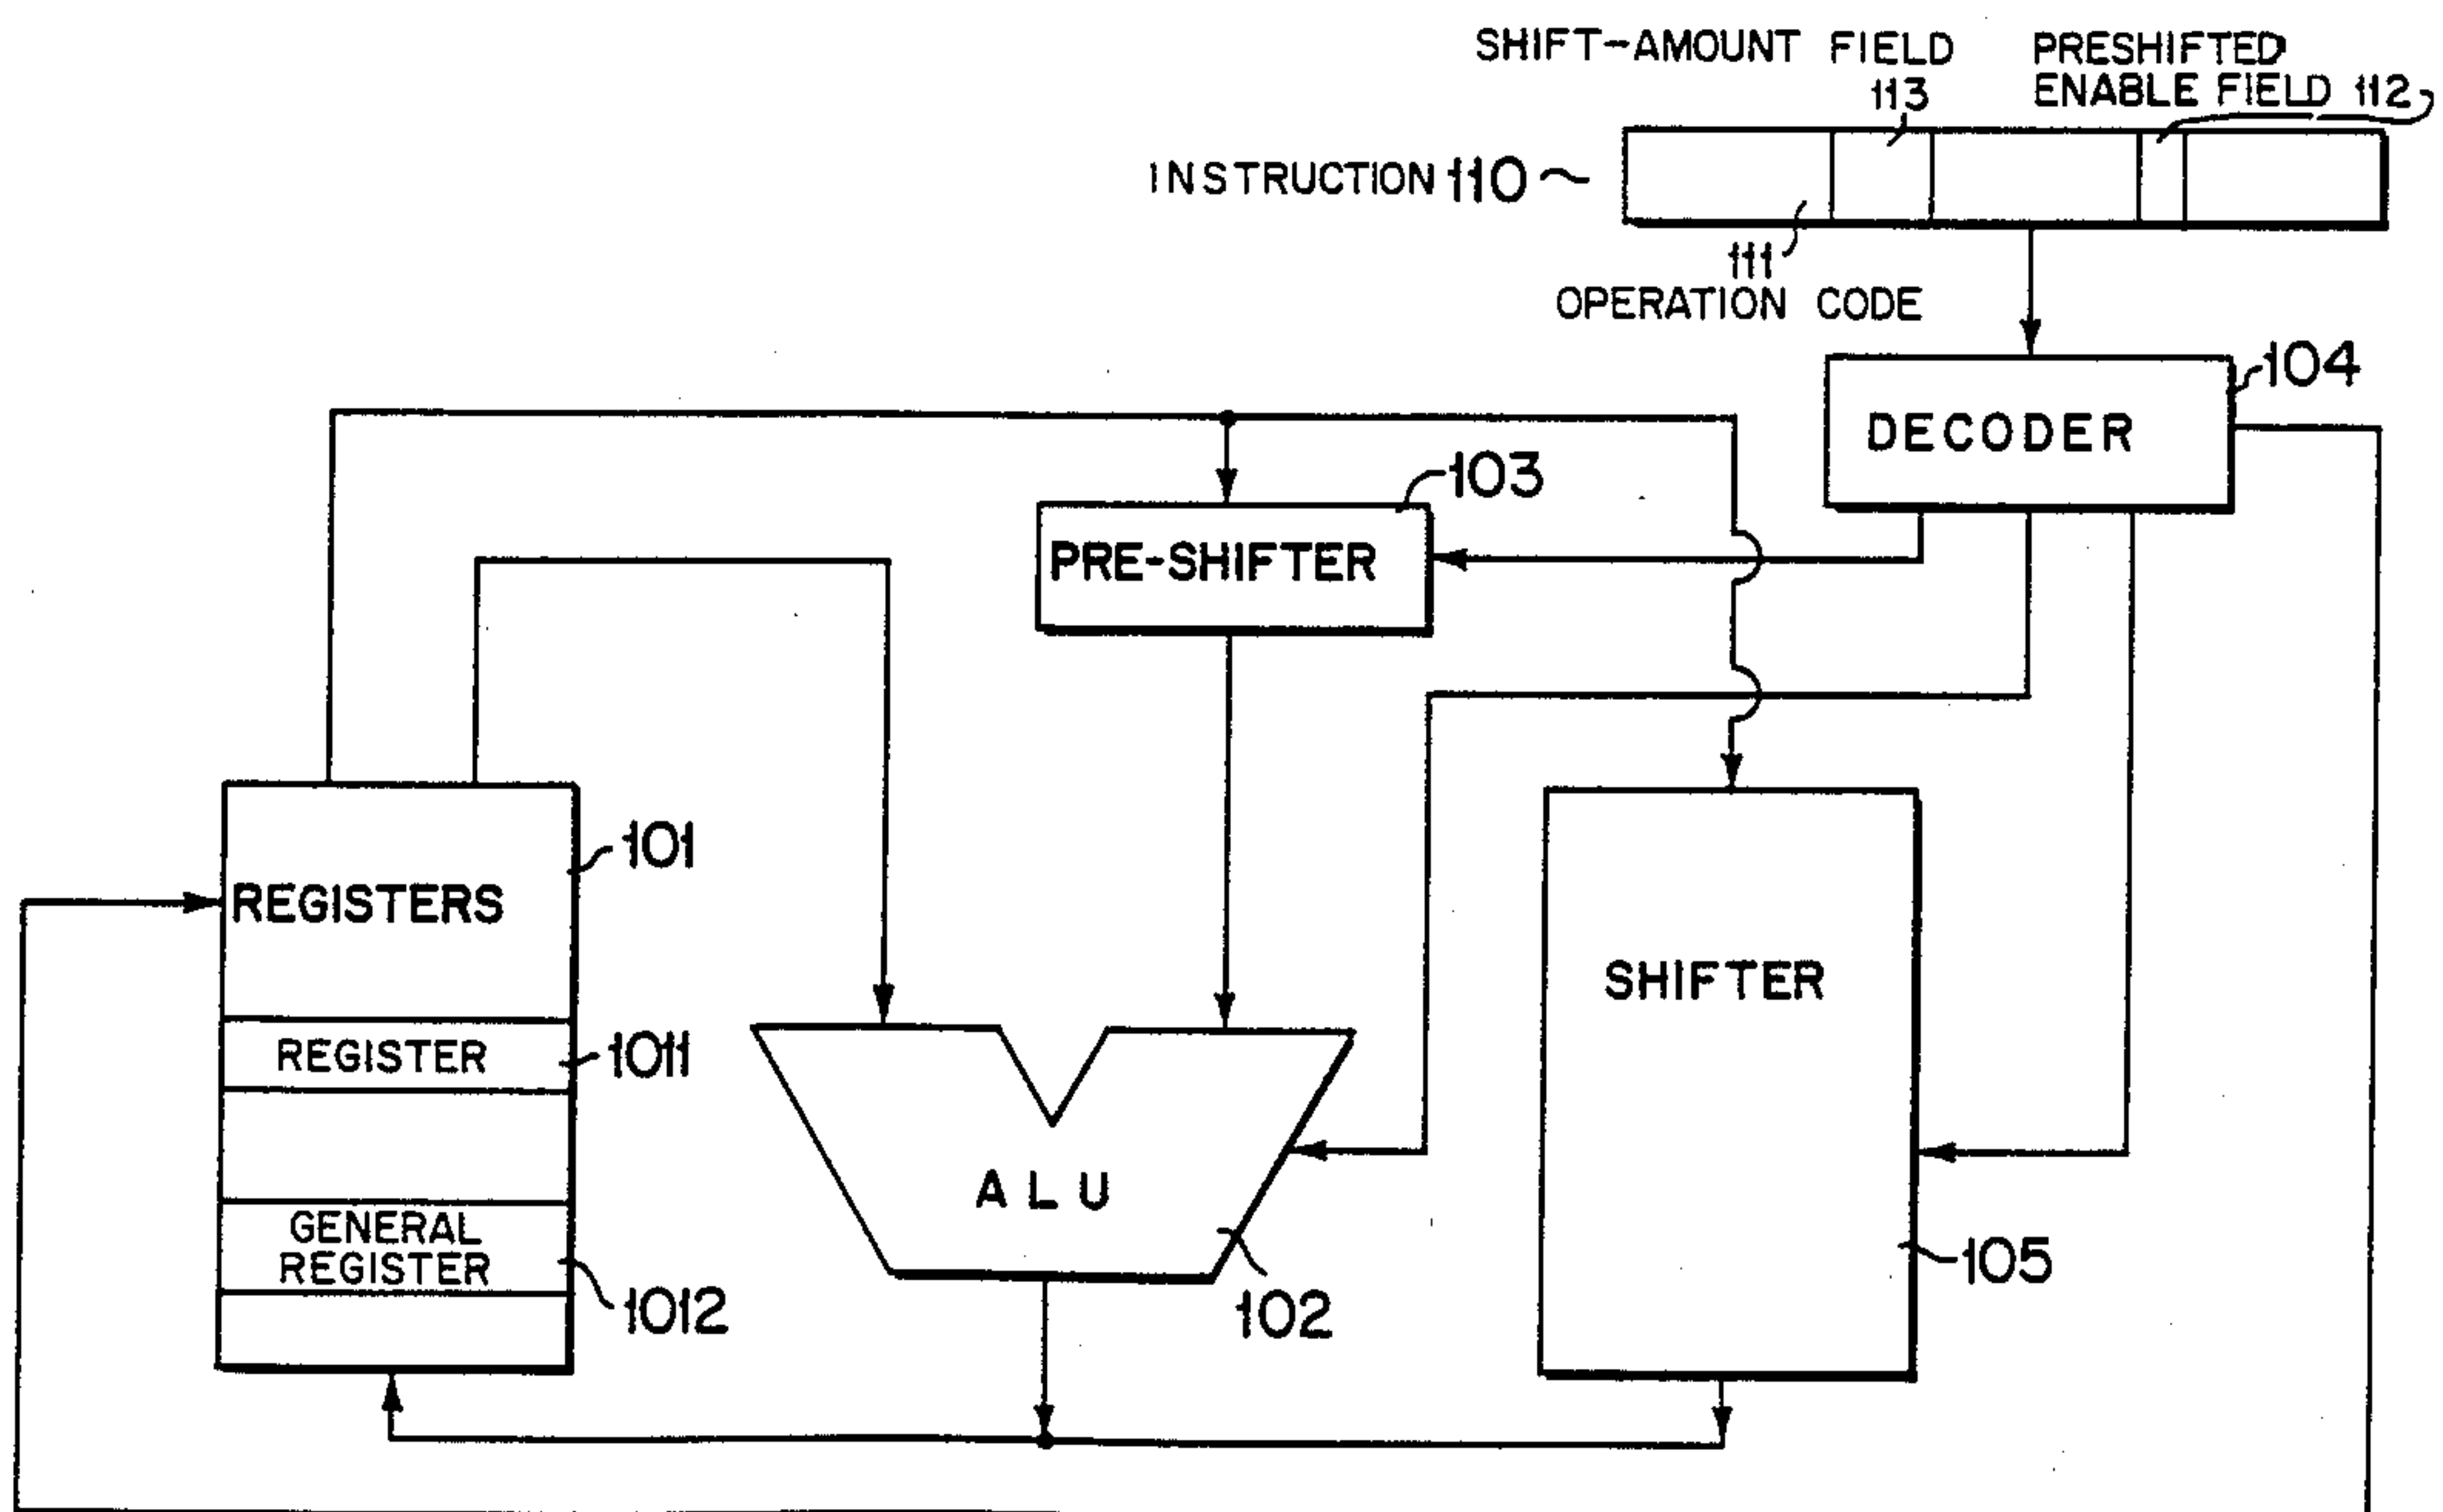 SHIFT-AMOUNT FIELD
113
PRESHIFTED
ENABLE FIELD 112
INSTRUCTION 110
111
OPERATION CODE
104
DECODER
103
PRE-SHIFTER
101
REGISTERS
SHIFTER
REGISTER
1011
ALU
GENERAL
REGISTER
1012
102
105